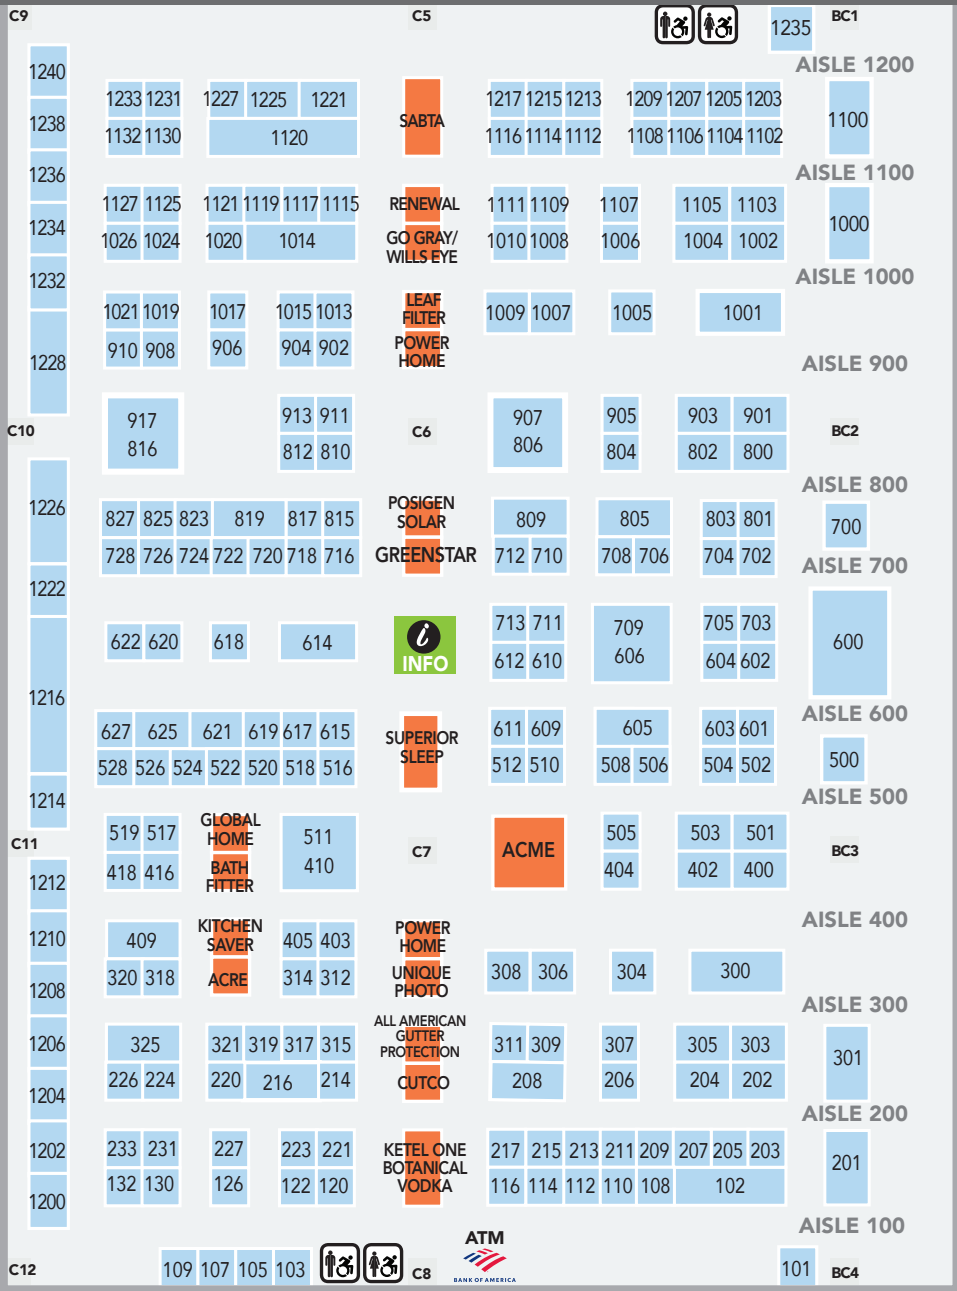 C9 C5 BC1
1235
AISLE 1200
1240
1233 1231 1227 1225 1221 1217 1215 1213 1209 1207 1205 1203
1238 SABTA 1100
1132 1130 1120 1116 1114 1112 1108 1106 1104 1102
AISLE 1100
1236
1127 1125 1121 1119 1117 1115 RENEWAL 1111 1109 1107 1105 1103
1234 1000
1026 1024 1020 1014 GO GRAY/ 1010 1008 1006 1004 1002
WILLS EYE
AISLE 1000
1232
LEAF
1021 1019 1017 1015 1013 FILTER 1009 1007 1005 1001
910 908 906 904 902 POWER
HOME
1228 AISLE 900
917 913 911 907 905 903 901
C10 C6 BC2
816 812 810 806 804 802 800
AISLE 800
1226 POSIGEN
827 825 823 819 817 815 SOLAR 809 805 803 801 700
728 726 724 722 720 718 716 GREENSTAR 712 710 708 706 704 702
AISLE 700
1222
713 711 709 705 703
622 620 618 614 i 600
INFO 612 610 606 604 602
1216
AISLE 600
627 625 621 619 617 615 SUPERIOR 611 609 605 603 601
SLEEP 500
528 526 524 522 520 518 516 512 510 508 506 504 502
AISLE 500
1214
GLOBAL
519 517 HOME 511 505 503 501
C11 C7 ACME BC3
418 416 BATH 410 404 402 400
FITTER
1212
AISLE 400
KITCHEN POWER
1210 409 SAVER 405 403 HOME
320 318 ACRE 314 312 UNIQUE 308 306 304 300
PHOTO
1208
AISLE 300
ALL AMERICAN
GUTTER
1206 325 321 319 317 315 PROTECTION 311 309 307 305 303
301
226 224 220 216 214 CUTCO 208 206 204 202
1204
AISLE 200
1202 233 231 227 223 221 KETEL ONE 217 215 213 211 209 207 205 203
BOTANICAL 201
132 130 126 122 120 VODKA 116 114 112 110 108 102
1200
AISLE 100
ATM
C12 109 107 105 103 C8 101 BC4
BANK OF AMERICA